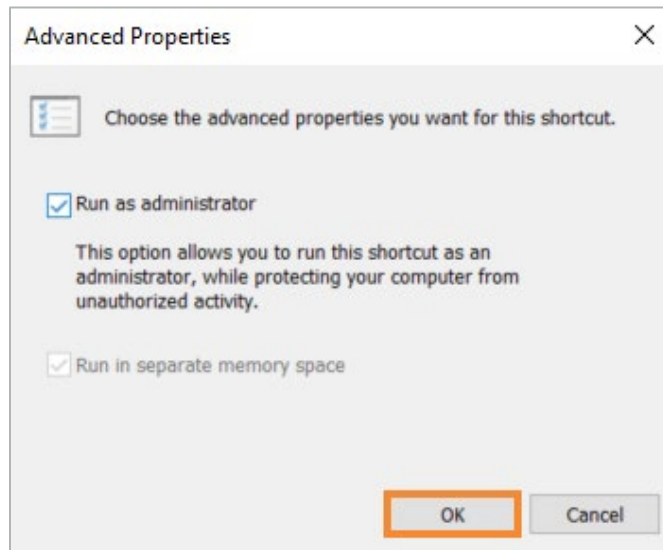 Advanced Properties
Choose the advanced properties you want for this shortcut.
Run as administrator
This option allows you to run this shortcut as an
administrator, while protecting your computer from
unauthorized activity.
Run in separate memory space
OK
Cancel